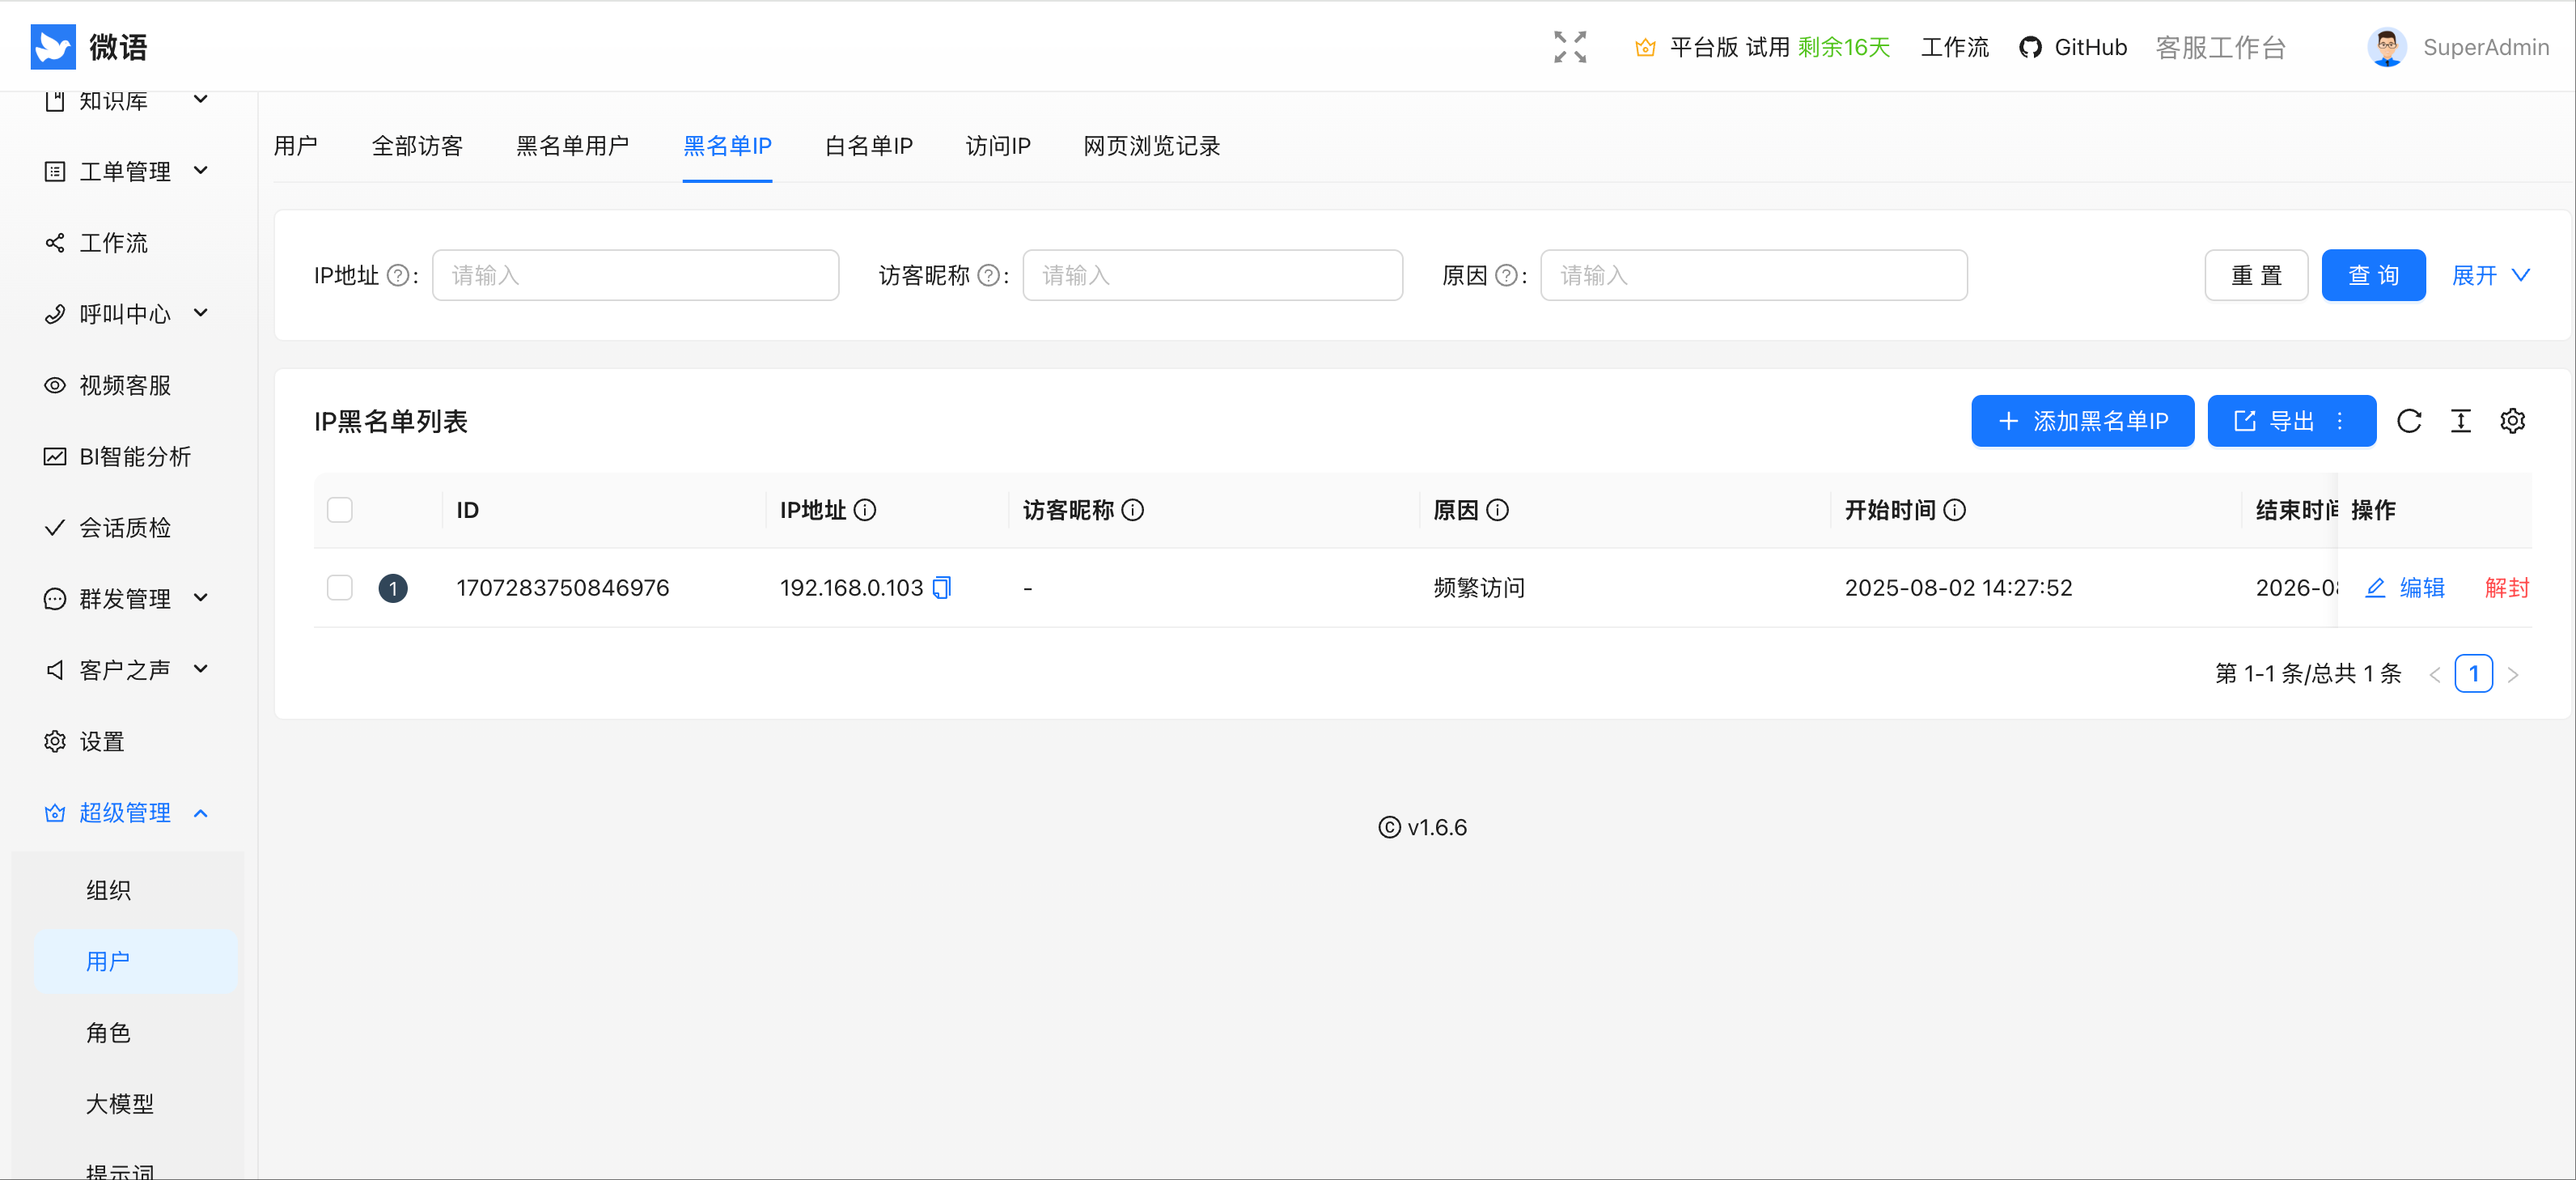 微语
平台版 试用 剩余16天 工作流 GitHub 客服工作台 SuperAdmin
知识库
工单管理
工作流
呼叫中心
视频客服
BI智能分析
会话质检
群发管理
客户之声
设置
超级管理
组织
用户
角色
大模型
提示词
用户 全部访客 黑名单用户 黑名单IP 白名单IP 访问IP 网页浏览记录
IP地址 : 请输入 访客昵称 : 请输入 原因 : 请输入 重 置 查 询 展开
IP黑名单列表 添加黑名单IP 导出
ID IP地址 访客昵称 原因 开始时间 结束时间 操作
1 1707283750846976 192.168.0.103 - 频繁访问 2025-08-02 14:27:52 2026-0 编辑 解封
第 1-1 条/总共 1 条 < 1 >
© v1.6.6